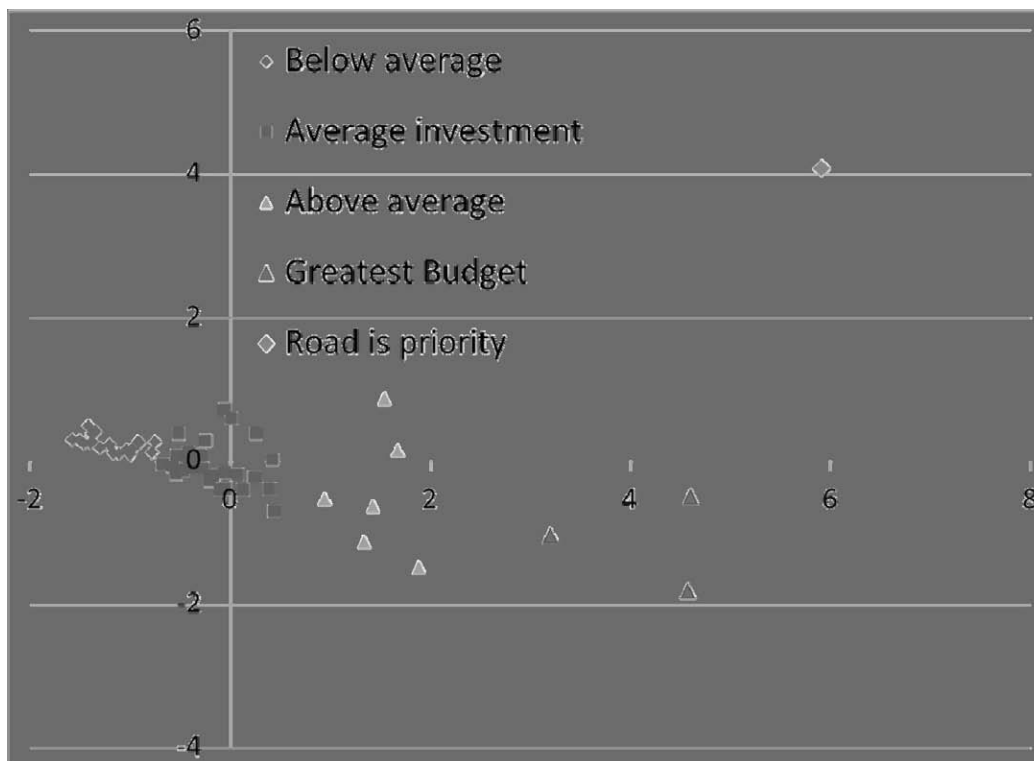 6
Below average
Average investment
4
Above average
Greatest Budget
2
Road is priority
0
-2 0 2 4 6 8
-2
-4